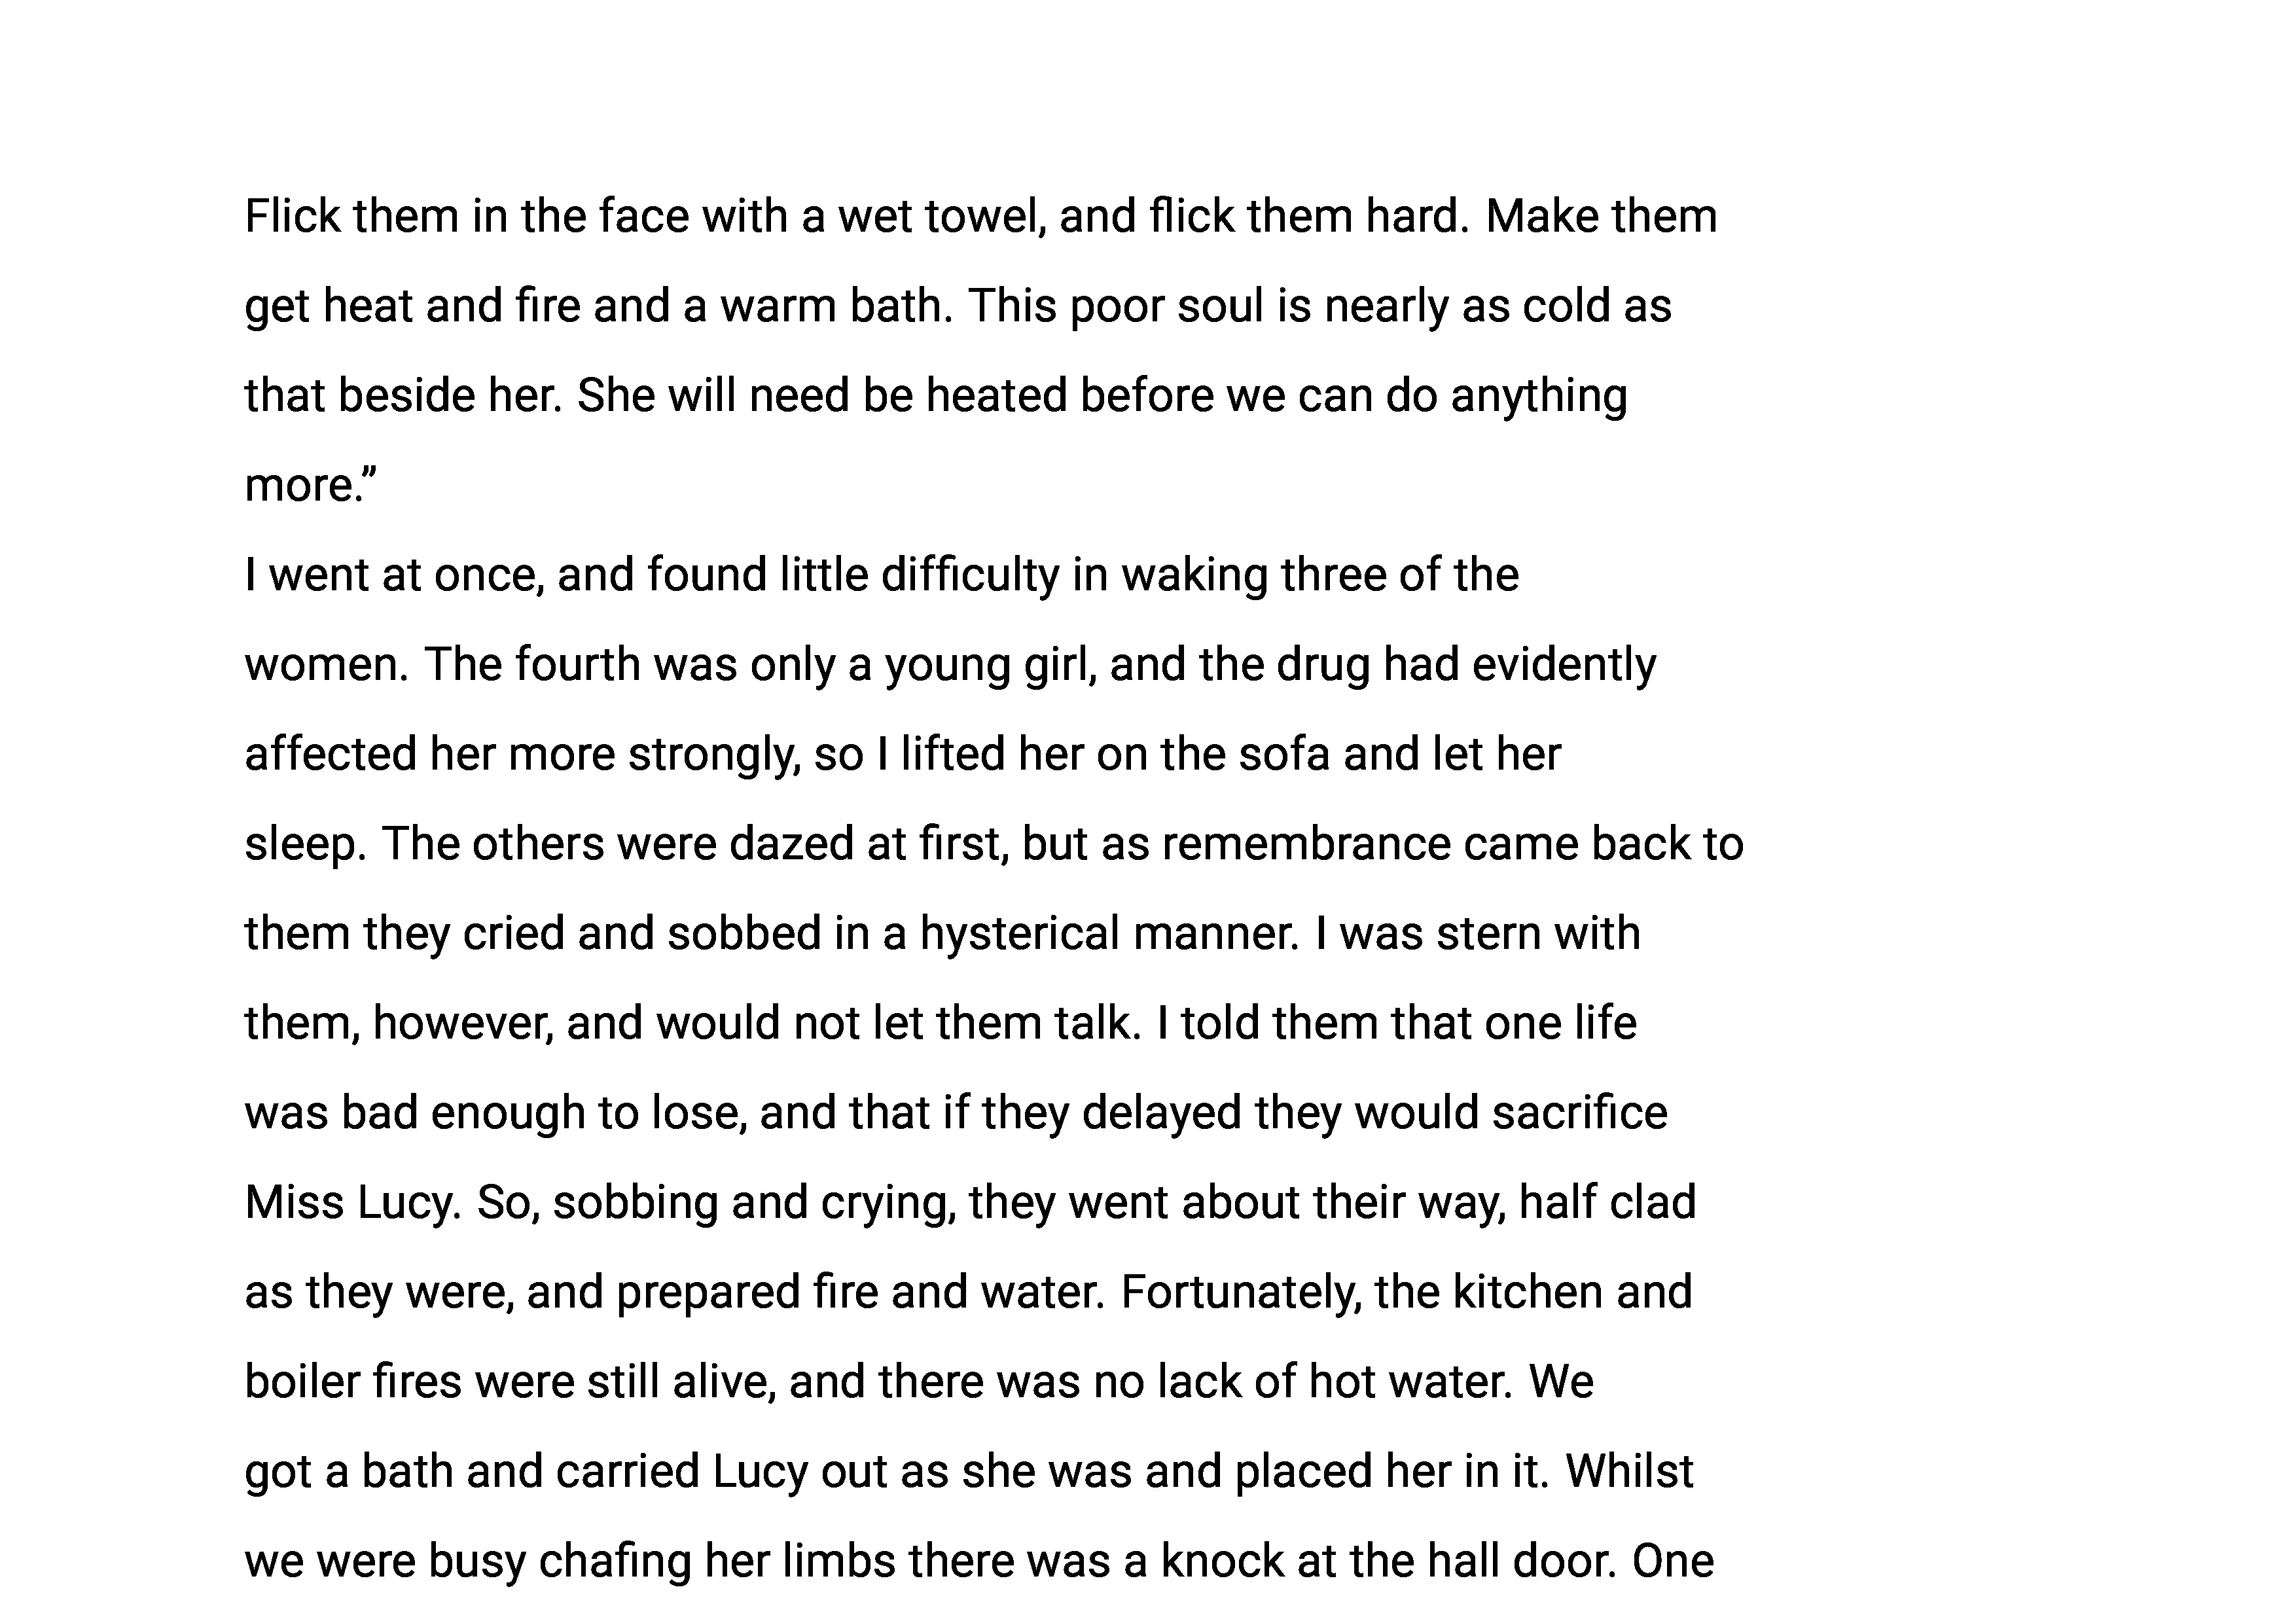 Flick them in the face with a wet towel, and flick them hard. Make them
get heat and fire and a warm bath. This poor soul is nearly as cold as
that beside her. She will need be heated before we can do anything
more.”
I went at once, and found little difficulty in waking three of the
women. The fourth was only a young girl, and the drug had evidently
affected her more strongly, so I lifted her on the sofa and let her
sleep. The others were dazed at first, but as remembrance came back to
them they cried and sobbed in a hysterical manner. I was stern with
them, however, and would not let them talk. I told them that one life
was bad enough to lose, and that if they delayed they would sacrifice
Miss Lucy. So, sobbing and crying, they went about their way, half clad
as they were, and prepared fire and water. Fortunately, the kitchen and
boiler fires were still alive, and there was no lack of hot water. We
got a bath and carried Lucy out as she was and placed her in it. Whilst
we were busy chafing her limbs there was a knock at the hall door. One